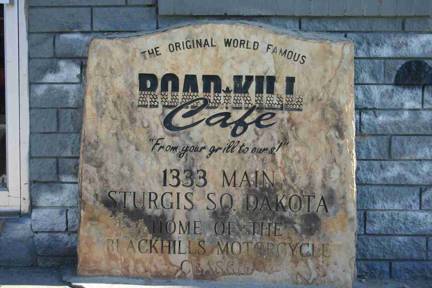 THE ORIGINAL WORLD FAMOUS
ROAD KILL
Cafe
"From your grill to ours!"
1333 MAIN
STURGIS SO. DAKOTA
HOME OF THE
BLACKHILLS MOTORCYCLE
CLASSIC